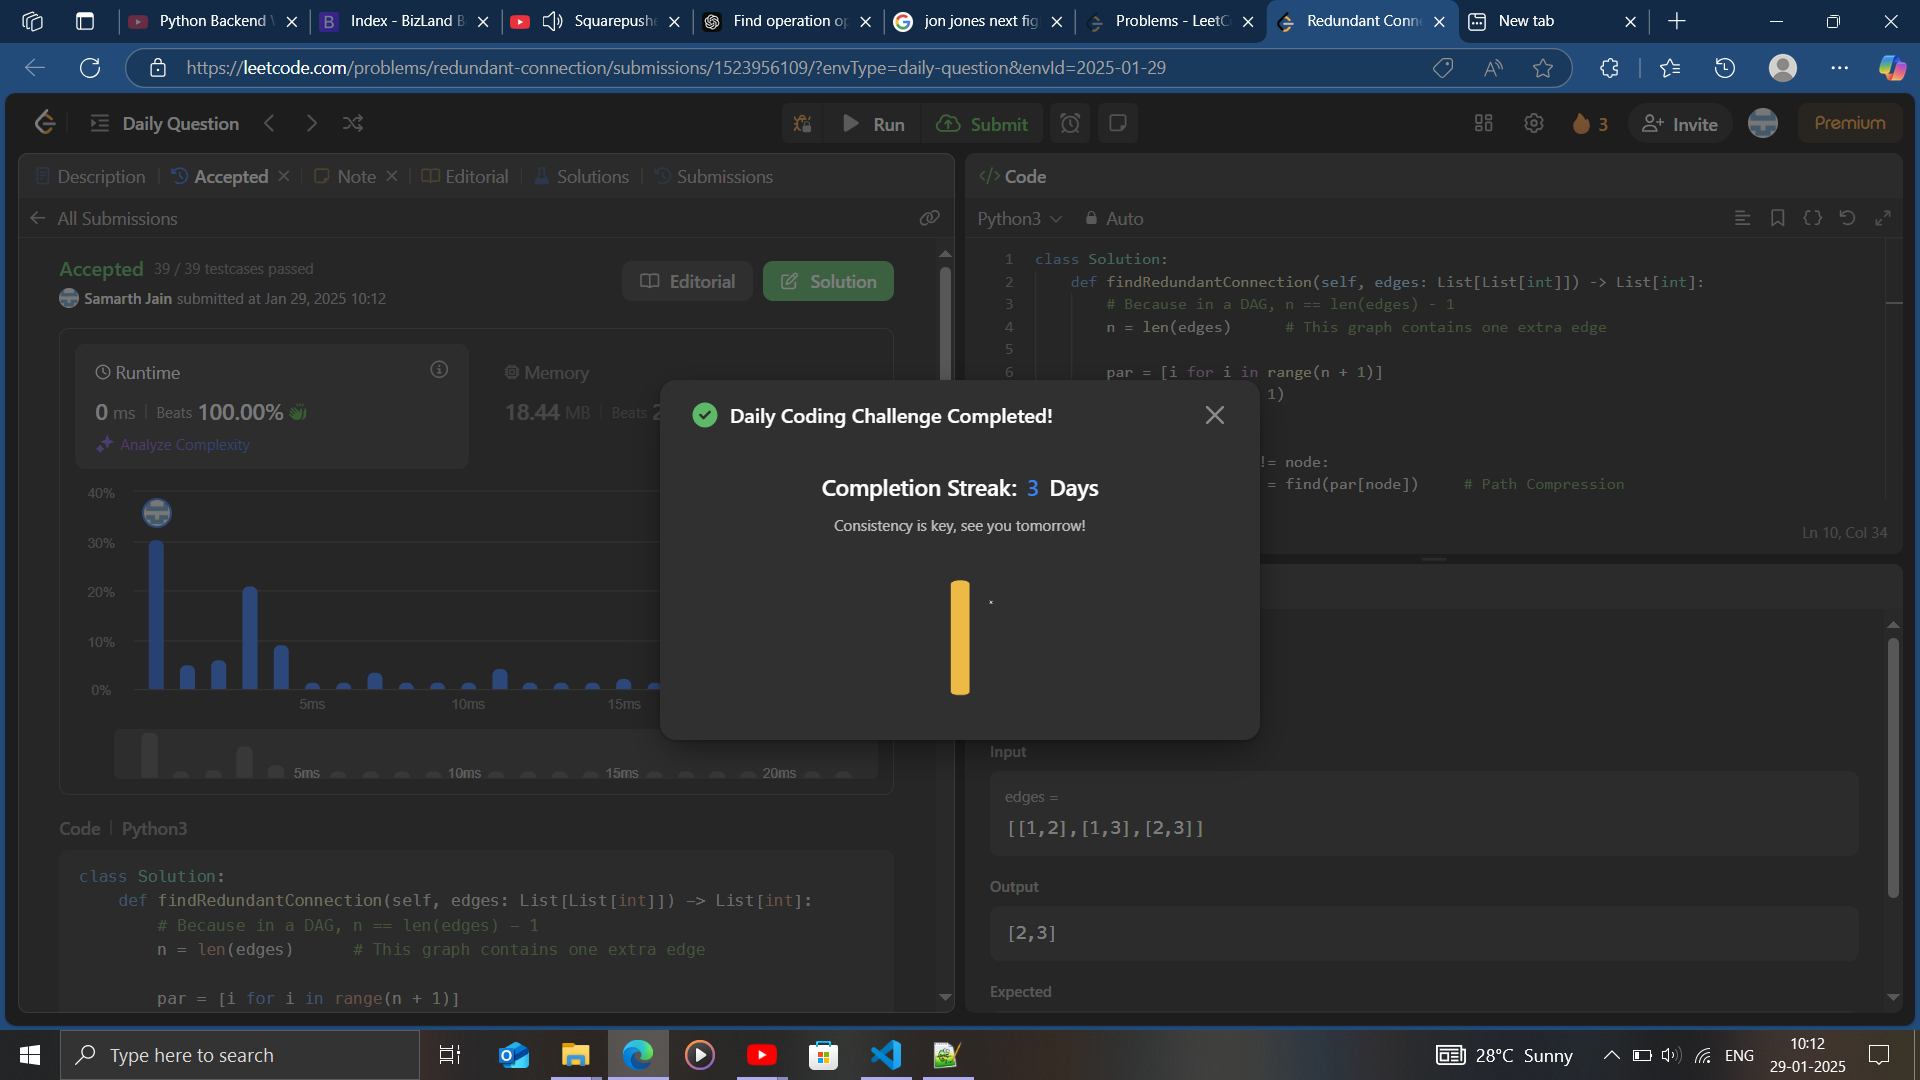 Python Backend
Index - BizLand B
Squarepushe
Find operation op
jon jones next fig
Problems - LeetC
Redundant Conne
New tab
https://leetcode.com/problems/redundant-connection/submissions/1523956109/?envType=daily-question&envId=2025-01-29
Daily Question
Run
Submit
3
Invite
Premium
Description
Accepted
Note
Editorial
Solutions
Submissions
All Submissions
Accepted 39 / 39 testcases passed
Samarth Jain submitted at Jan 29, 2025 10:12
Editorial
Solution
Runtime
0 ms | Beats 100.00%
Analyze Complexity
Memory
18.44 MB | Beats 2
40%
30%
20%
10%
0%
5ms 10ms 15ms
5ms 10ms 15ms 20ms
Code | Python3
class Solution:
def findRedundantConnection(self, edges: List[List[int]]) -> List[int]:
# Because in a DAG, n == len(edges) - 1
n = len(edges) # This graph contains one extra edge
par = [i for i in range(n + 1)]
</> Code
Python3
Auto
1 class Solution:
2 def findRedundantConnection(self, edges: List[List[int]]) -> List[int]:
3 # Because in a DAG, n == len(edges) - 1
4 n = len(edges) # This graph contains one extra edge
5
6 par = [i for i in range(n + 1)]
1)
!= node:
= find(par[node]) # Path Compression
Ln 10, Col 34
Daily Coding Challenge Completed!
Completion Streak: 3 Days
Consistency is key, see you tomorrow!
Input
edges =
[[1,2],[1,3],[2,3]]
Output
[2,3]
Expected
Type here to search
28°C Sunny
ENG
10:12
29-01-2025